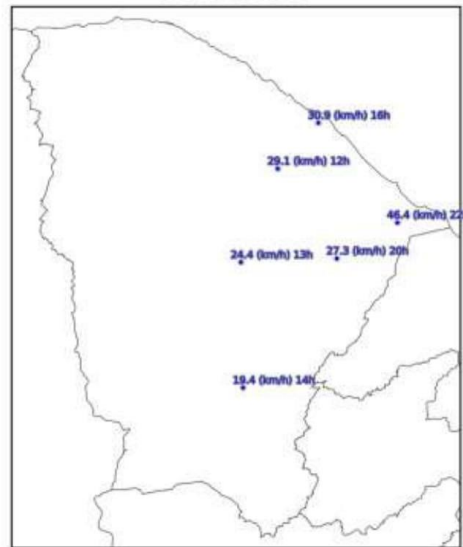 30.9 (km/h) 16h
29.1 (km/h) 12h
46.4 (km/h) 22
27.3 (km/h) 20h
24.4 (km/h) 13h
19.4 (km/h) 14h